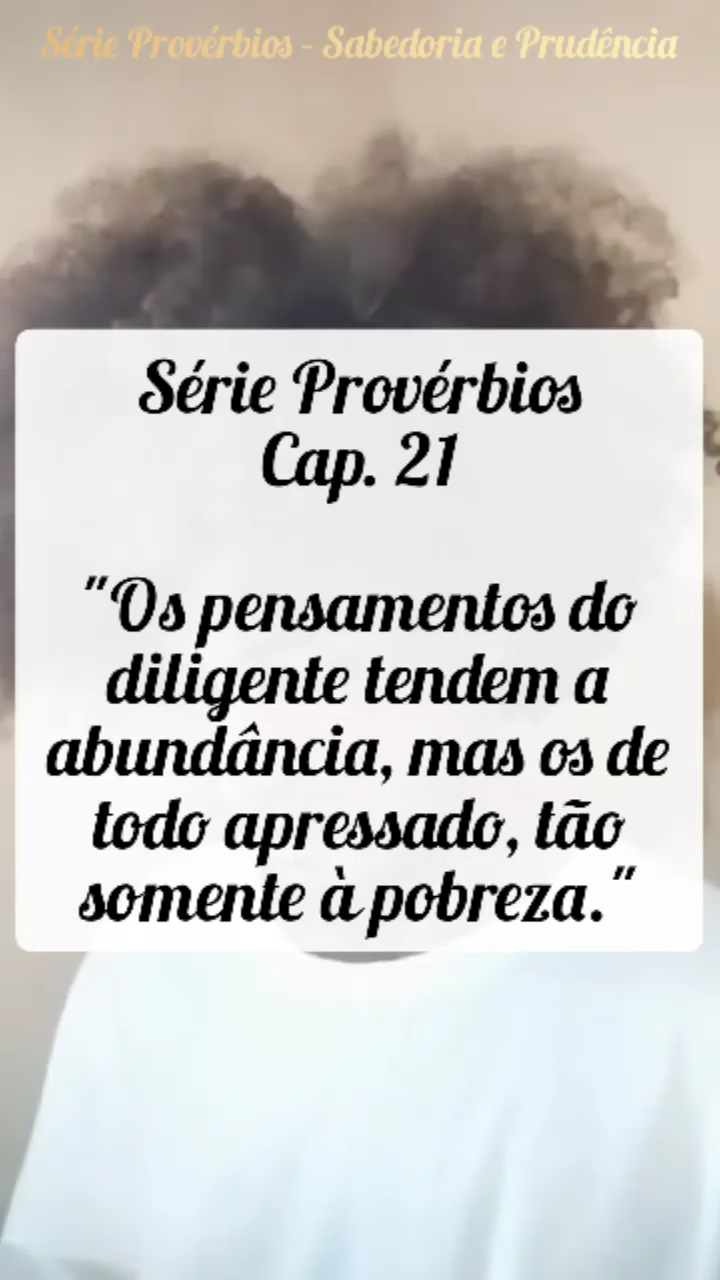 Série Provérbios - Sabedoria e Prudência
Série Provérbios
Cap. 21
"Os pensamentos do
diligente tendem a
abundância, mas os de
todo apressado, tão
somente à pobreza."